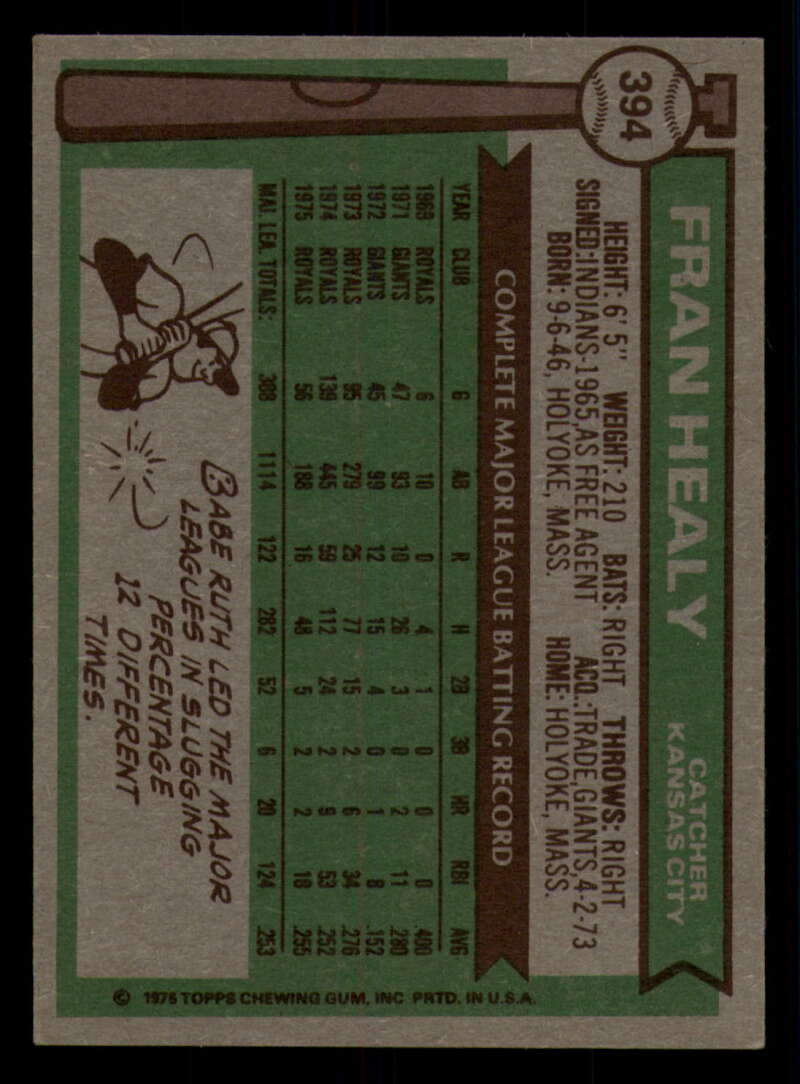 394
FRAN HEALY
CATCHER
KANSAS CITY
HEIGHT: 6' 5" WEIGHT: 210 BATS: RIGHT THROWS: RIGHT
SIGNED: INDIANS-1965, AS FREE AGENT ACQ.: TRADE, GIANTS, 4-2-73
BORN: 9-6-46, HOLYOKE, MASS. HOME: HOLYOKE, MASS.
COMPLETE MAJOR LEAGUE BATTING RECORD
YEAR CLUB G AB R H 2B 3B HR RBI AVG
1969 ROYALS 6 10 0 4 1 0 0 0 .400
1971 GIANTS 47 93 10 26 3 0 2 11 .280
1972 GIANTS 45 99 12 15 4 0 1 8 .152
1973 ROYALS 95 279 25 77 15 2 6 34 .276
1974 ROYALS 139 445 59 112 24 2 9 53 .252
1975 ROYALS 56 188 16 48 5 2 2 18 .255
MAJ. LEA. TOTALS: 388 1114 122 282 52 6 20 124 .253
BABE RUTH LED THE MAJOR
LEAGUES IN SLUGGING
PERCENTAGE
12 DIFFERENT
TIMES.
© 1976 TOPPS CHEWING GUM, INC PRTD. IN U.S.A.